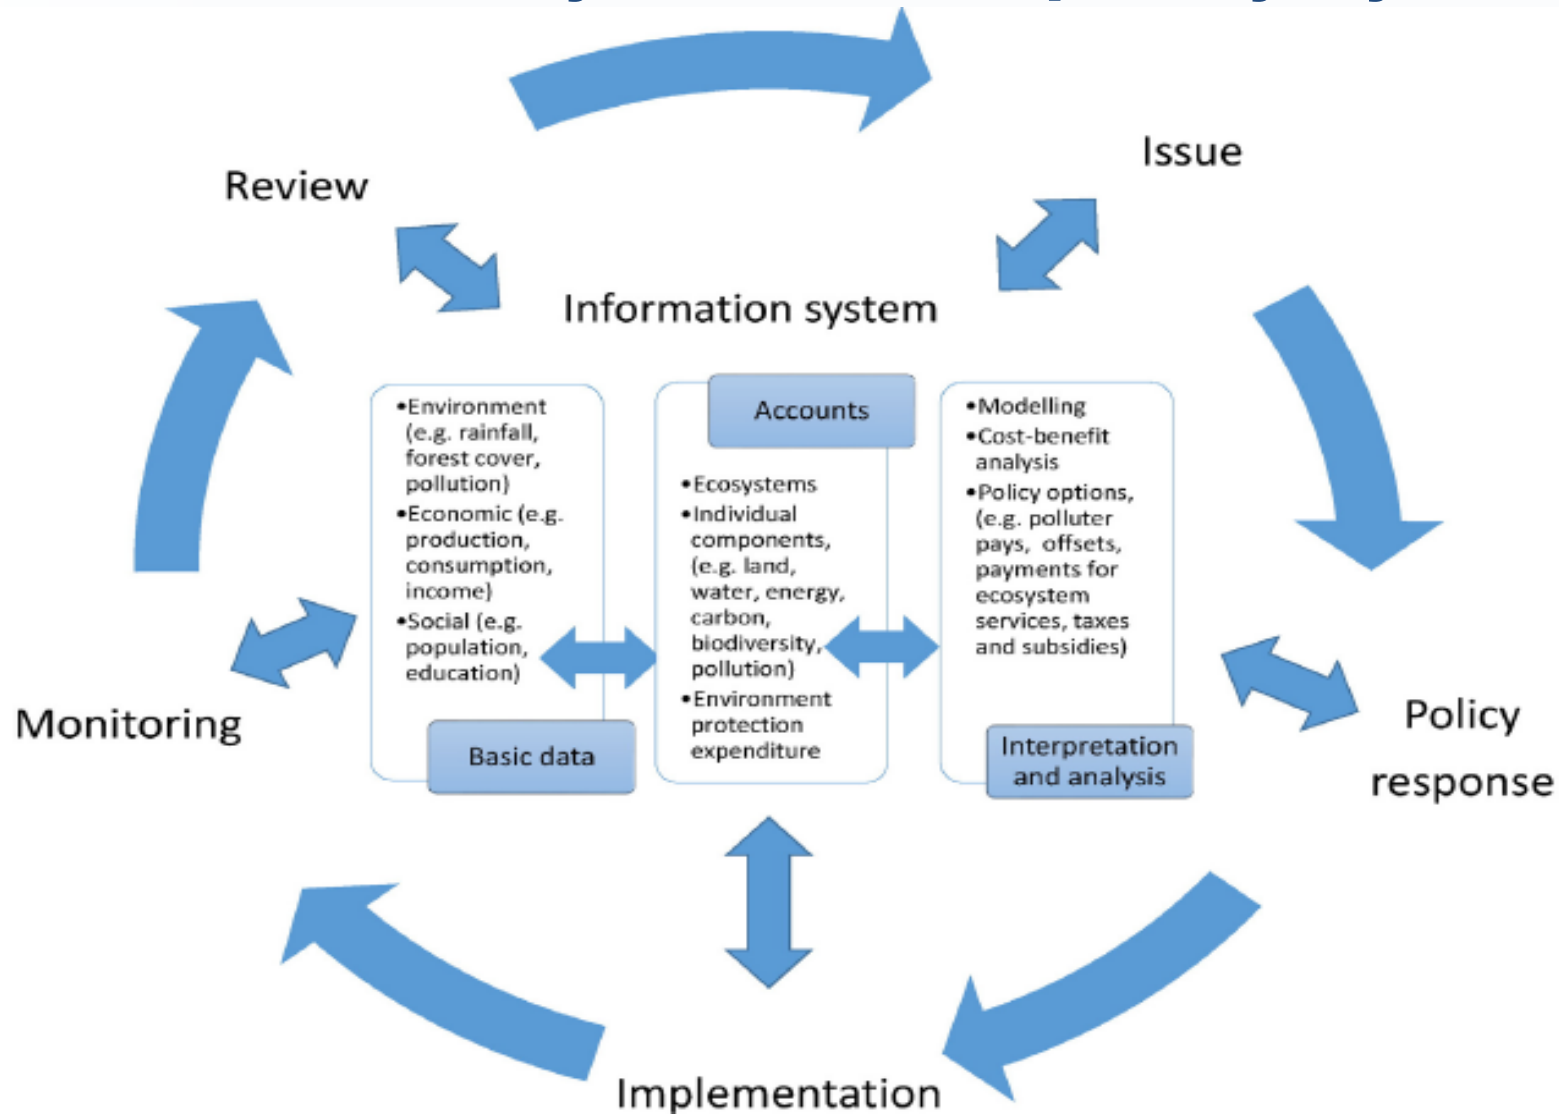 Issue
Review
Information system
•Environment
(e.g. rainfall,
forest cover,
pollution)
•Economic (e.g.
production,
consumption,
income)
•Social (e.g.
population,
education)
Basic data
Accounts
•Ecosystems
•Individual
components,
(e.g. land,
water, energy,
carbon,
biodiversity,
pollution)
•Environment
protection
expenditure
•Modelling
•Cost-benefit
analysis
•Policy options,
(e.g. polluter
pays, offsets,
payments for
ecosystem
services, taxes
and subsidies)
Interpretation
and analysis
Monitoring
Policy
response
Implementation